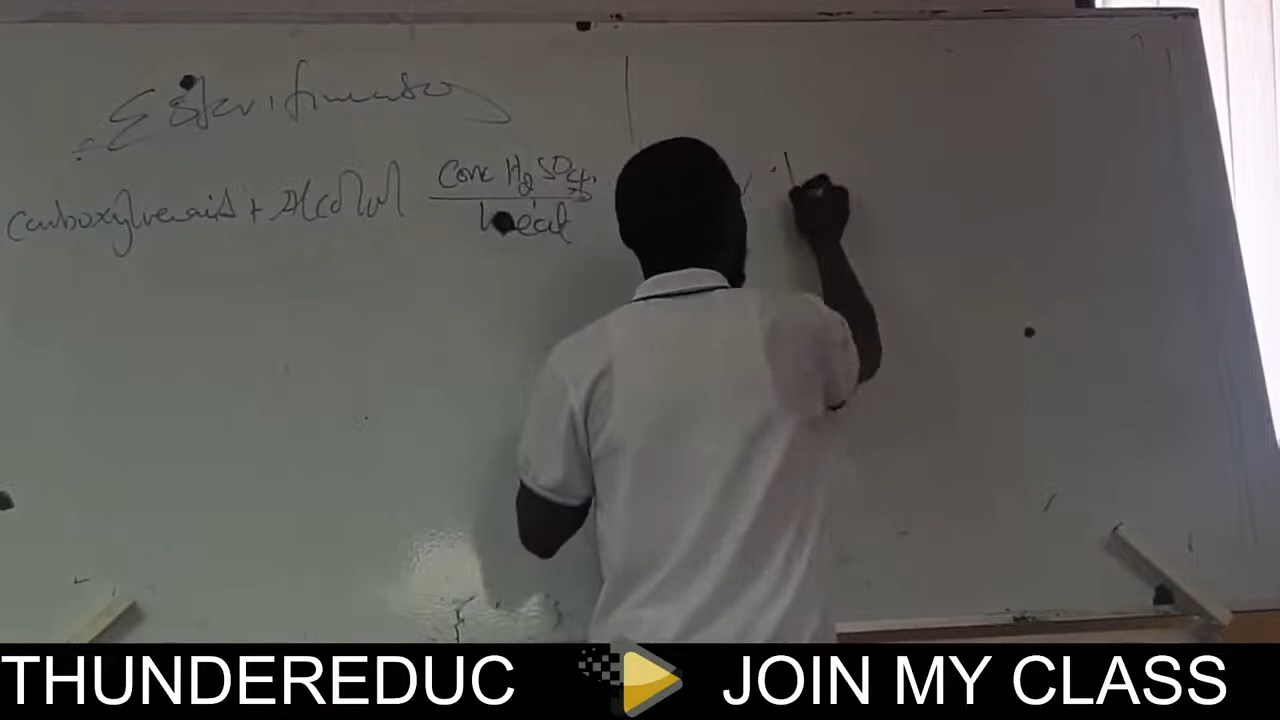 Esterification
Carboxylic acid + Alcohol Conc H2SO4
heat
THUNDEREDUC JOIN MY CLASS